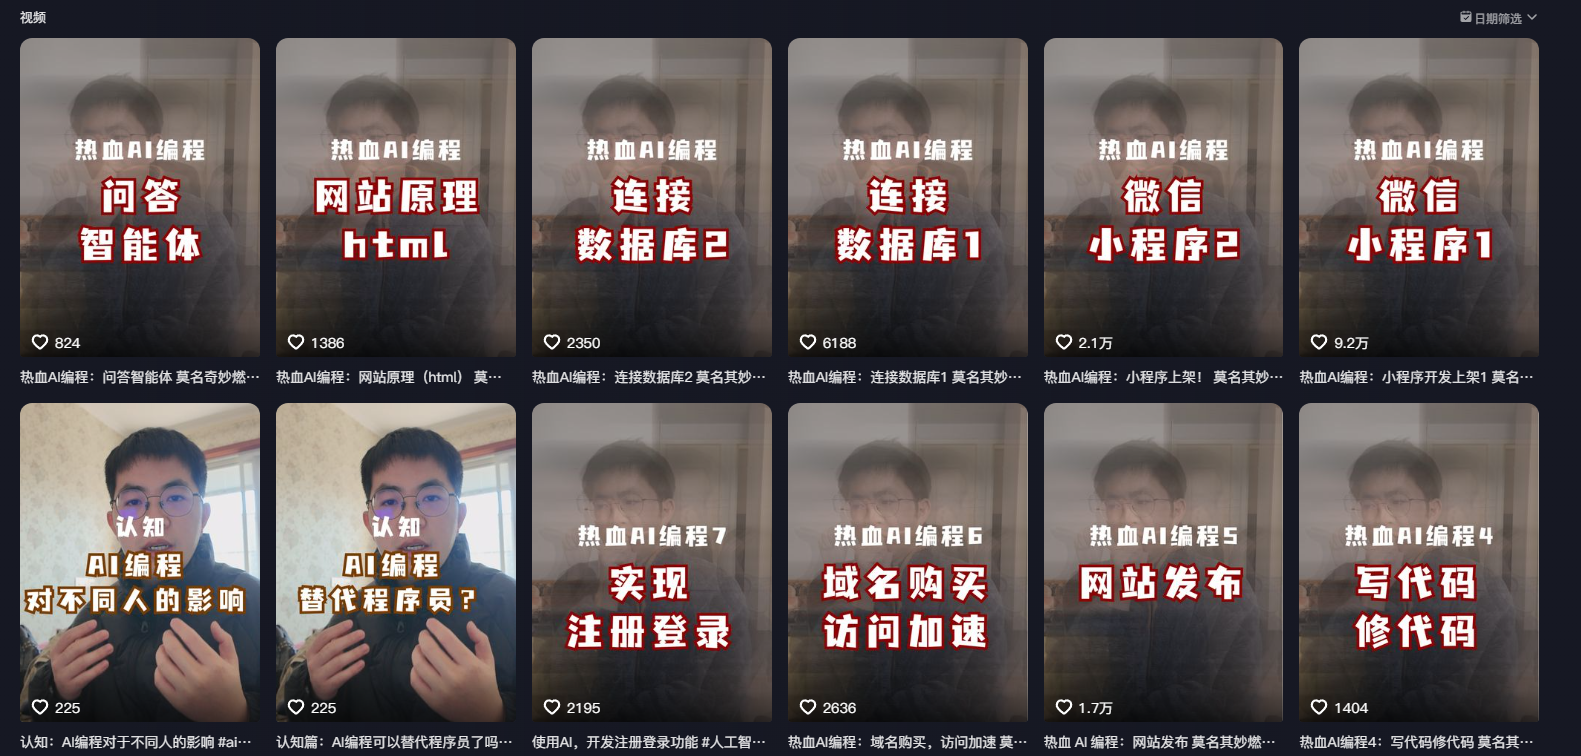 视频
日期筛选
热血AI编程
问答
智能体
824
热血AI编程：问答智能体 莫名奇妙燃…
热血AI编程
网站原理
html
1386
热血AI编程：网站原理（html） 莫…
热血AI编程
连接
数据库2
2350
热血AI编程：连接数据库2 莫名其妙…
热血AI编程
连接
数据库1
6188
热血AI编程：连接数据库1 莫名其妙…
热血AI编程
微信
小程序2
2.1万
热血AI编程：小程序上架！ 莫名其妙…
热血AI编程
微信
小程序1
9.2万
热血AI编程：小程序开发上架1 莫名…
认知
AI编程
对不同人的影响
225
认知：AI编程对于不同人的影响 #ai…
认知
AI编程
替代程序员？
225
认知篇：AI编程可以替代程序员了吗…
热血AI编程7
实现
注册登录
2195
使用AI，开发注册登录功能 #人工智…
热血AI编程6
域名购买
访问加速
2636
热血AI编程：域名购买，访问加速 莫…
热血AI编程5
网站发布
1.7万
热血 AI 编程：网站发布 莫名其妙燃…
热血AI编程4
写代码
修代码
1404
热血AI编程4：写代码修代码 莫名其…